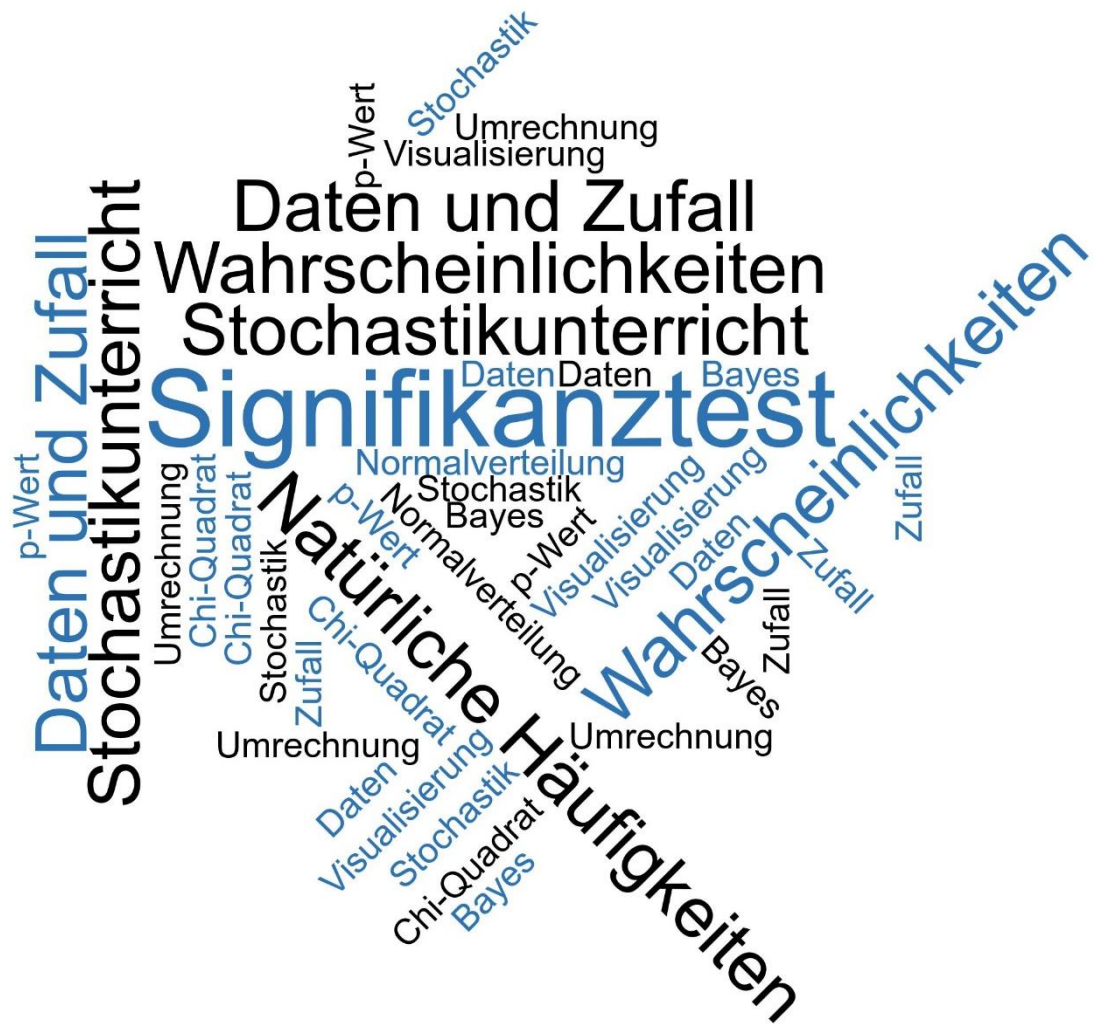 Stochastik
p-Wert
Umrechnung
Visualisierung
Daten und Zufall
Wahrscheinlichkeiten
Stochastikunterricht
Daten
Daten
Bayes
Signifikanztest
Daten und Zufall
Stochastikunterricht
p-Wert
Wahrscheinlichkeiten
Normalverteilung
Umrechnung
Chi-Quadrat
Chi-Quadrat
Stochastik
Zufall
Natürliche Häufigkeiten
p-Wert
Normalverteilung
Stochastik
Bayes
p-Wert
Visualisierung
Visualisierung
Daten
Zufall
Zufall
Zufall
Bayes
Chi-Quadrat
Umrechnung
Umrechnung
Daten
Visualisierung
Stochastik
Chi-Quadrat
Bayes